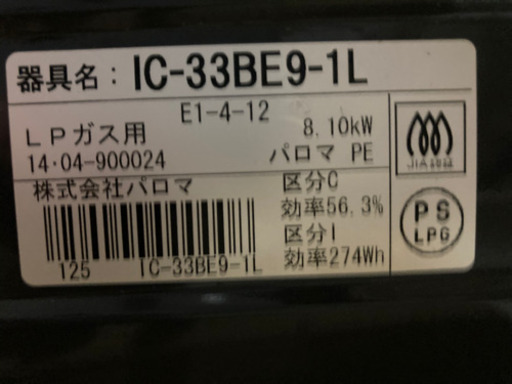 器具名：IC-33BE9-1L
E1-4-12
LPガス用 8.10kW
14・04-900024 パロマ PE
株式会社パロマ 区分C
効率56.3%
区分I
効率274Wh
125 IC-33BE9-1L
JIA
PS
LPG